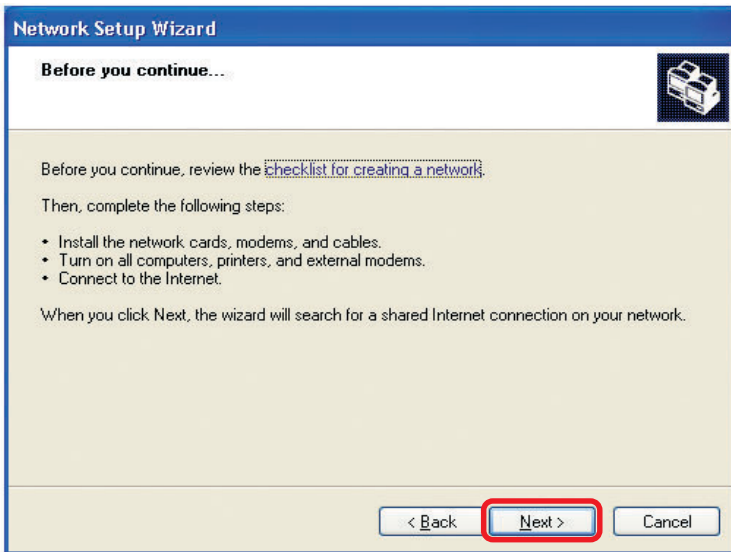 Network Setup Wizard
Before you continue...
Before you continue, review the checklist for creating a network.
Then, complete the following steps:
• Install the network cards, modems, and cables.
• Turn on all computers, printers, and external modems.
• Connect to the Internet.
When you click Next, the wizard will search for a shared Internet connection on your network.
< Back
Next >
Cancel